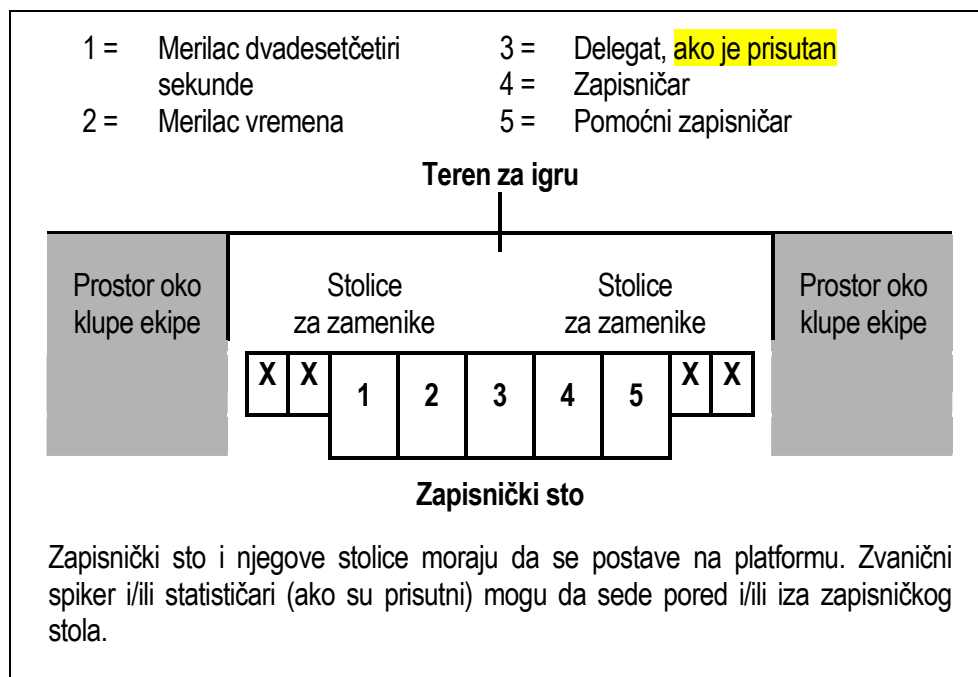 1 = Merilac dvadesetčetiri
sekunde
2 = Merilac vremena
3 = Delegat, ako je prisutan
4 = Zapisničar
5 = Pomoćni zapisničar
Teren za igru
Prostor oko
klupe ekipe
Stolice
za zamenike
Stolice
za zamenike
Prostor oko
klupe ekipe
X X 1 2 3 4 5 X X
Zapisnički sto
Zapisnički sto i njegove stolice moraju da se postave na platformu. Zvanični
spiker i/ili statističari (ako su prisutni) mogu da sede pored i/ili iza zapisničkog
stola.